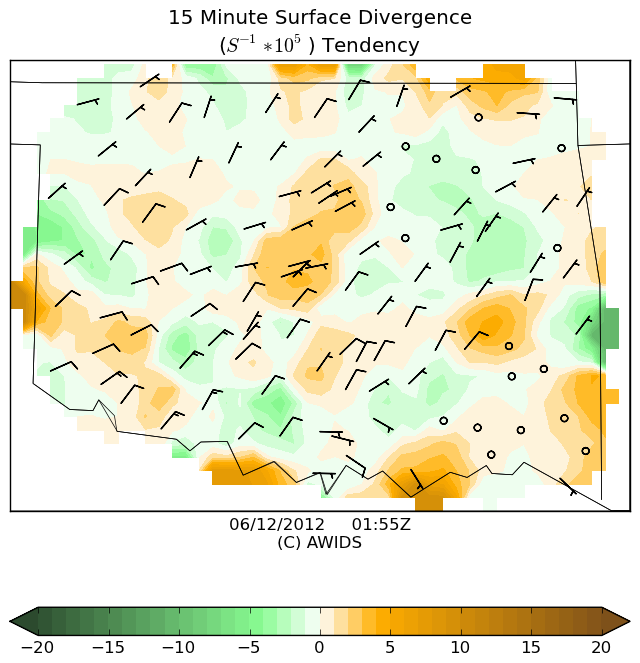 15 Minute Surface Divergence
(S⁻¹ * 10⁵ ) Tendency
06/12/2012 01:55Z
(C) AWIDS
−20 −15 −10 −5 0 5 10 15 20